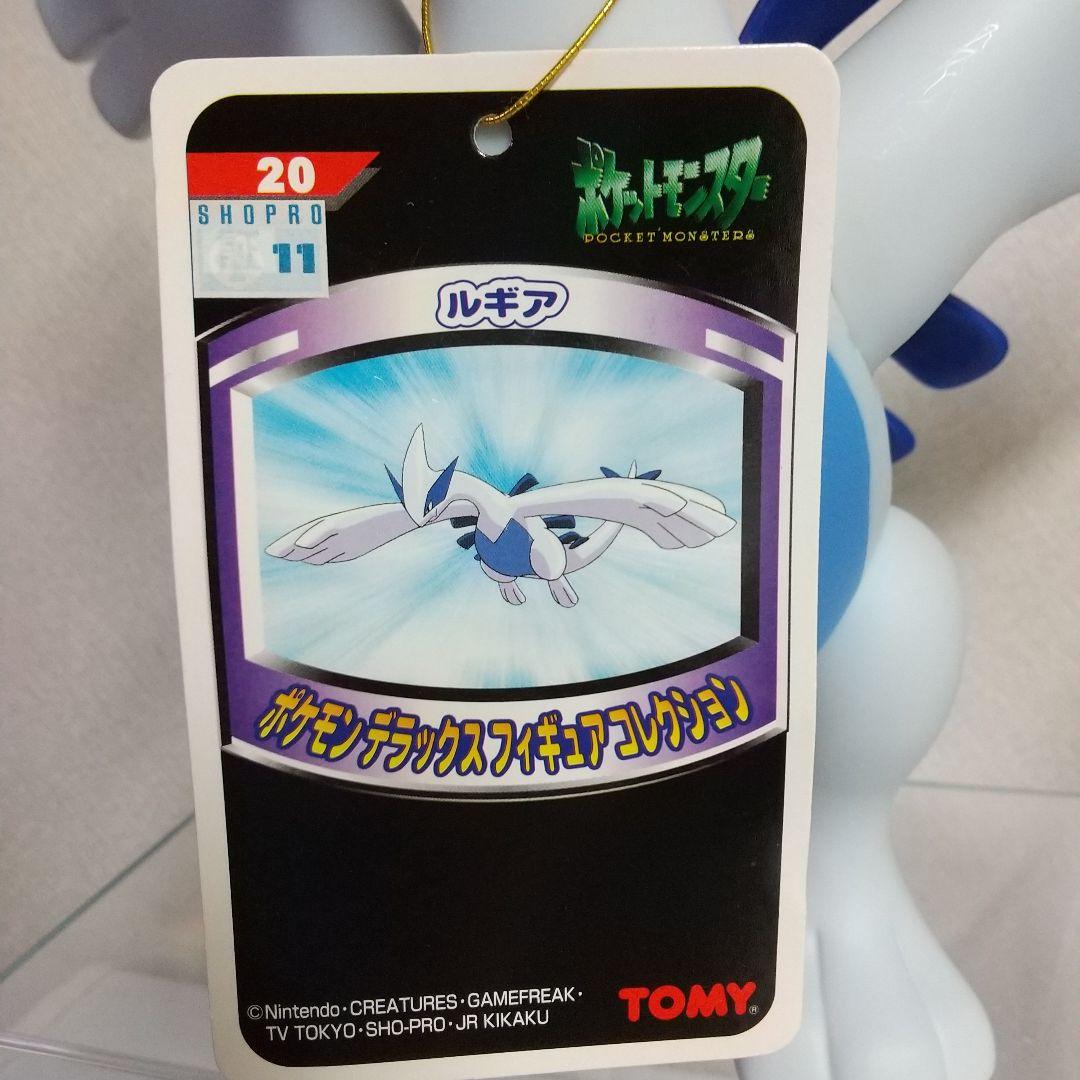 20
SHOPRO
11
ポケットモンスター
POCKET MONSTERS
ルギア
ポケモン デラックス フィギュア コレクション
©Nintendo・CREATURES・GAMEFREAK・
TV TOKYO・SHO-PRO・JR KIKAKU
TOMY®